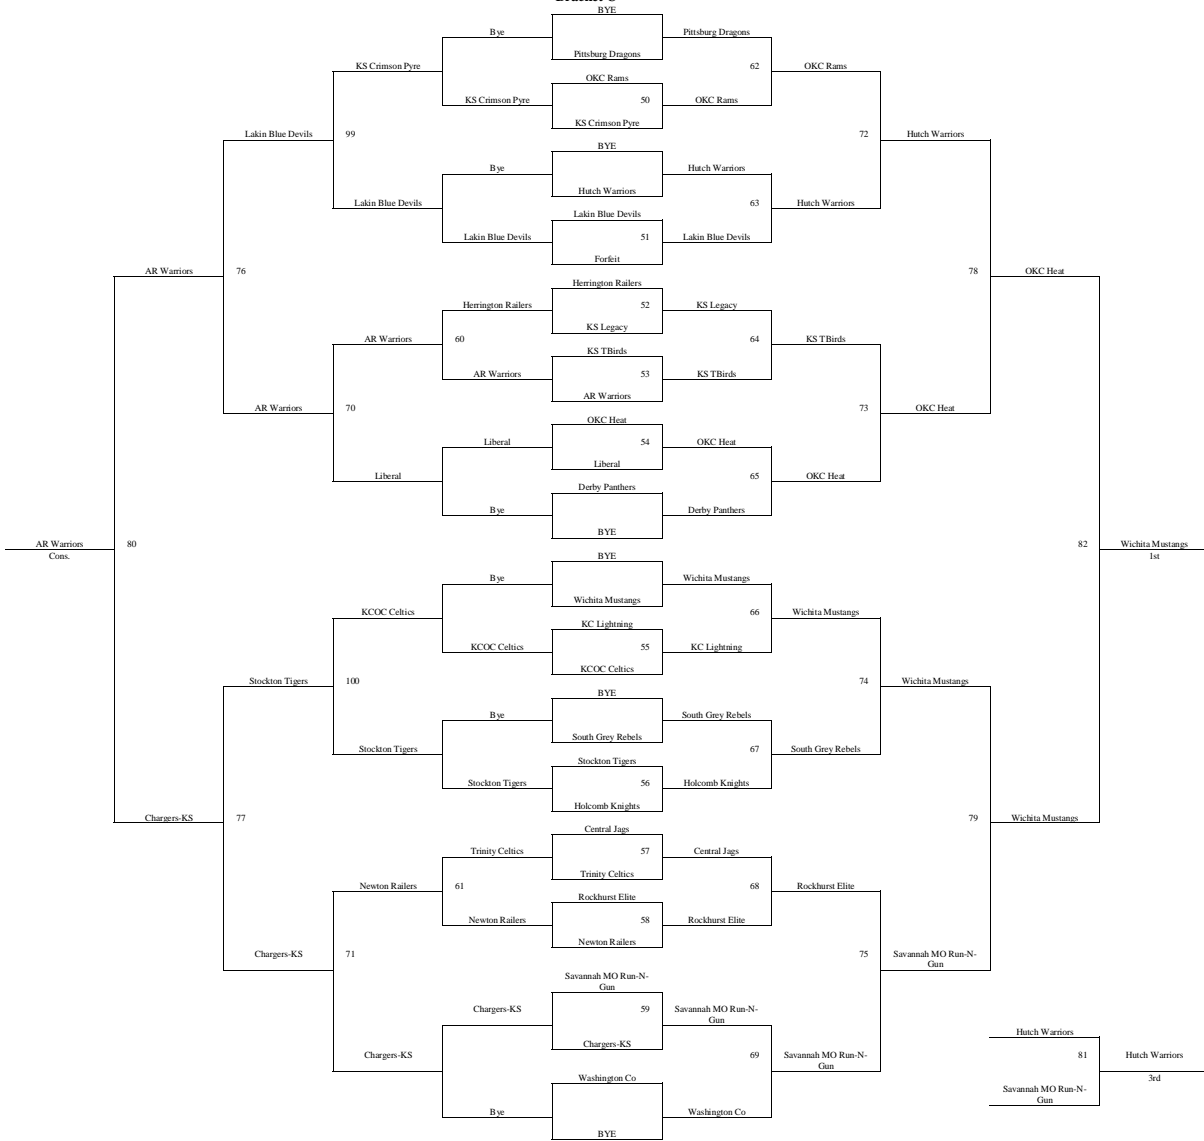 BYE
Bye
Pittsburg Dragons
Pittsburg Dragons
KS Crimson Pyre
62
OKC Rams
OKC Rams
KS Crimson Pyre
50
OKC Rams
KS Crimson Pyre
Lakin Blue Devils
99
72
Hutch Warriors
BYE
Bye
Hutch Warriors
Hutch Warriors
Lakin Blue Devils
63
Hutch Warriors
Lakin Blue Devils
Lakin Blue Devils
51
Lakin Blue Devils
Forfeit
AR Warriors
76
78
OKC Heat
Herrington Railers
Herrington Railers
52
KS Legacy
KS Legacy
AR Warriors
60
64
KS TBirds
KS TBirds
AR Warriors
53
KS TBirds
AR Warriors
AR Warriors
70
73
OKC Heat
OKC Heat
Liberal
54
OKC Heat
Liberal
Liberal
65
OKC Heat
Derby Panthers
Bye
Derby Panthers
BYE
AR Warriors
80
82
Wichita Mustangs
Cons.
1st
BYE
Bye
Wichita Mustangs
Wichita Mustangs
KCOC Celtics
66
Wichita Mustangs
KC Lightning
KCOC Celtics
55
KC Lightning
KCOC Celtics
Stockton Tigers
100
74
Wichita Mustangs
BYE
Bye
South Grey Rebels
South Grey Rebels
Stockton Tigers
67
South Grey Rebels
Stockton Tigers
Stockton Tigers
56
Holcomb Knights
Holcomb Knights
Chargers-KS
77
79
Wichita Mustangs
Central Jags
Trinity Celtics
57
Central Jags
Trinity Celtics
Newton Railers
61
68
Rockhurst Elite
Rockhurst Elite
Newton Railers
58
Rockhurst Elite
Newton Railers
Chargers-KS
71
75
Savannah MO Run-N-
Gun
Savannah MO Run-N-
Gun
Chargers-KS
59
Savannah MO Run-N-
Gun
Chargers-KS
Chargers-KS
69
Savannah MO Run-N-
Gun
Washington Co
Bye
Washington Co
BYE
Hutch Warriors
81
Hutch Warriors
3rd
Savannah MO Run-N-
Gun